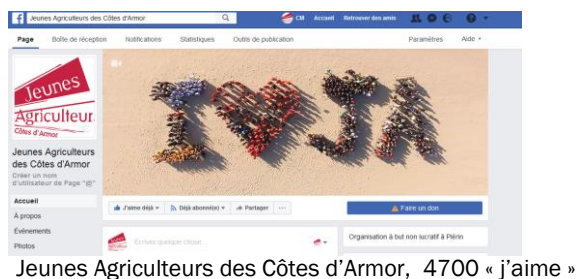 Jeunes Agriculteurs des Côtes d'Armor
CM Accueil Retrouver des amis
Page Boîte de réception Notifications Statistiques Outils de publication Paramètres Aide
Jeunes
Agriculteurs
Côtes d'Armor
I JA
Jeunes Agriculteurs
des Côtes d'Armor
Créer un nom
d'utilisateur de Page "@"
Accueil
À propos
Événements
Photos
J'aime déjà Déjà abonné(e) Partager ...
Faire un don
Écrivez quelque chose...
Organisation à but non lucratif à Plérin
Jeunes Agriculteurs des Côtes d'Armor, 4700 « j'aime »